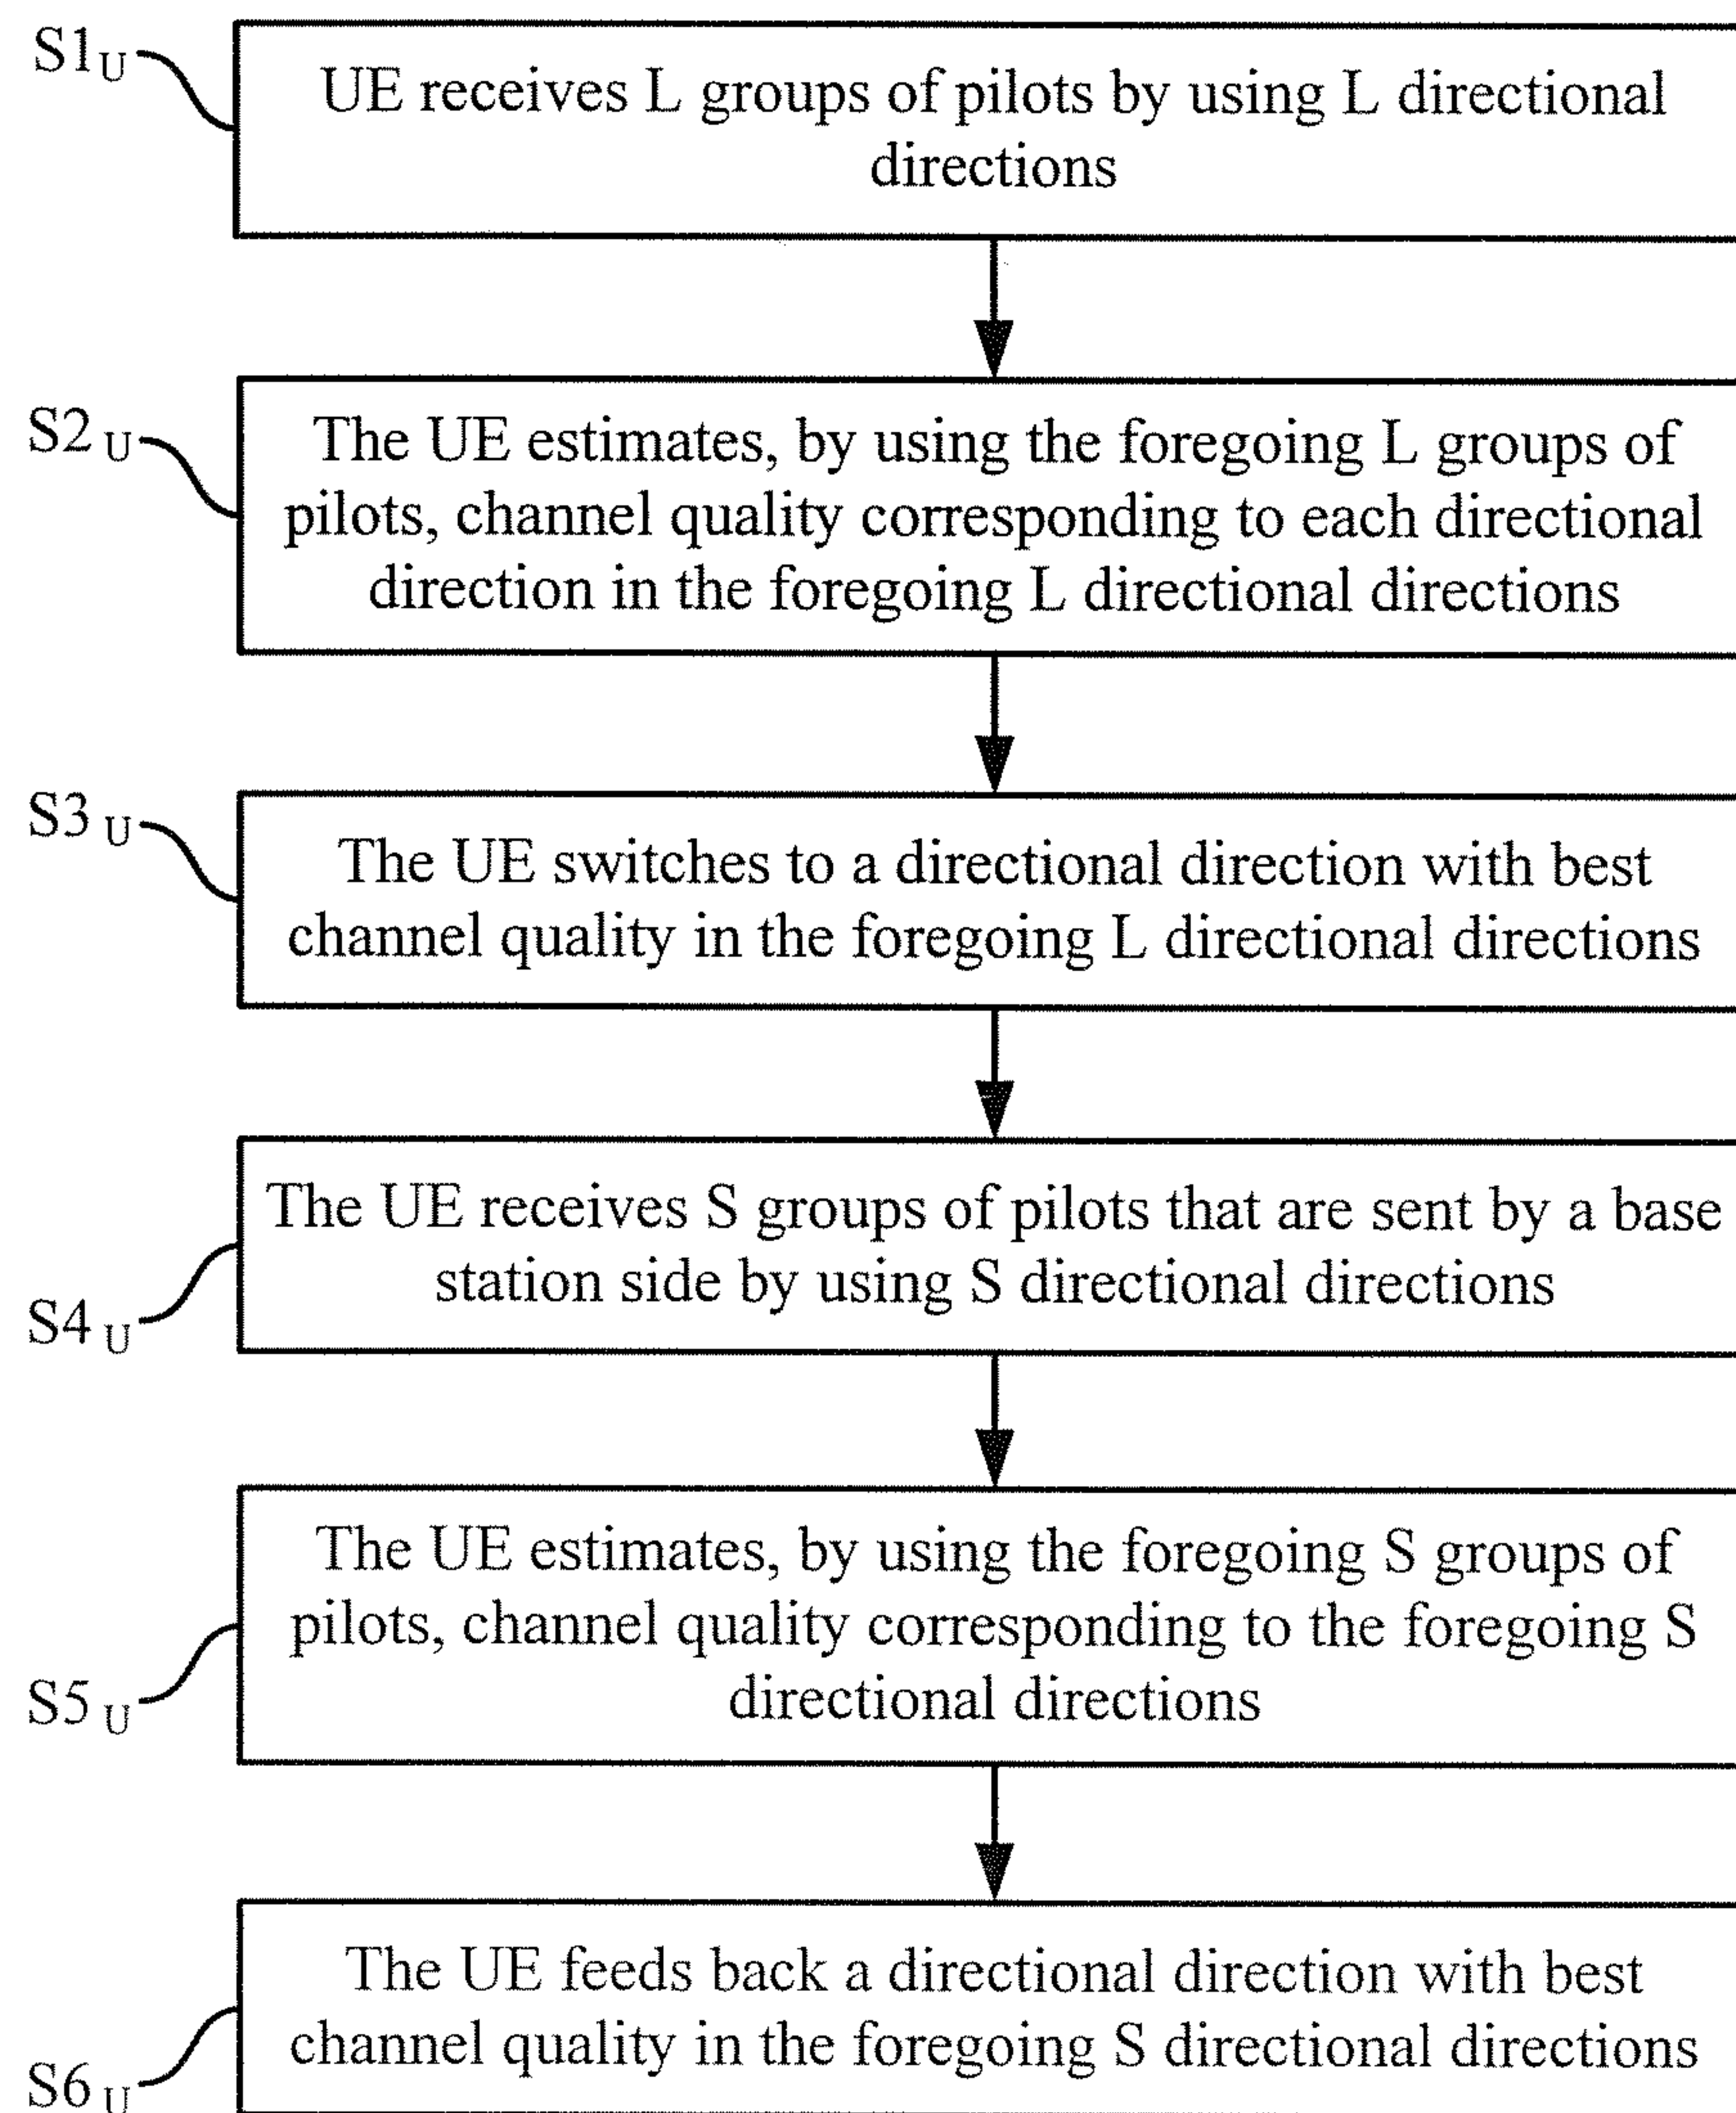 S1U
UE receives L groups of pilots by using L directional
directions
S2 U
The UE estimates, by using the foregoing L groups of
pilots, channel quality corresponding to each directional
direction in the foregoing L directional directions
S3 U
The UE switches to a directional direction with best
channel quality in the foregoing L directional directions
The UE receives S groups of pilots that are sent by a base
station side by using S directional directions
S4 U
The UE estimates, by using the foregoing S groups of
pilots, channel quality corresponding to the foregoing S
directional directions
S5 U
The UE feeds back a directional direction with best
channel quality in the foregoing S directional directions
S6 U